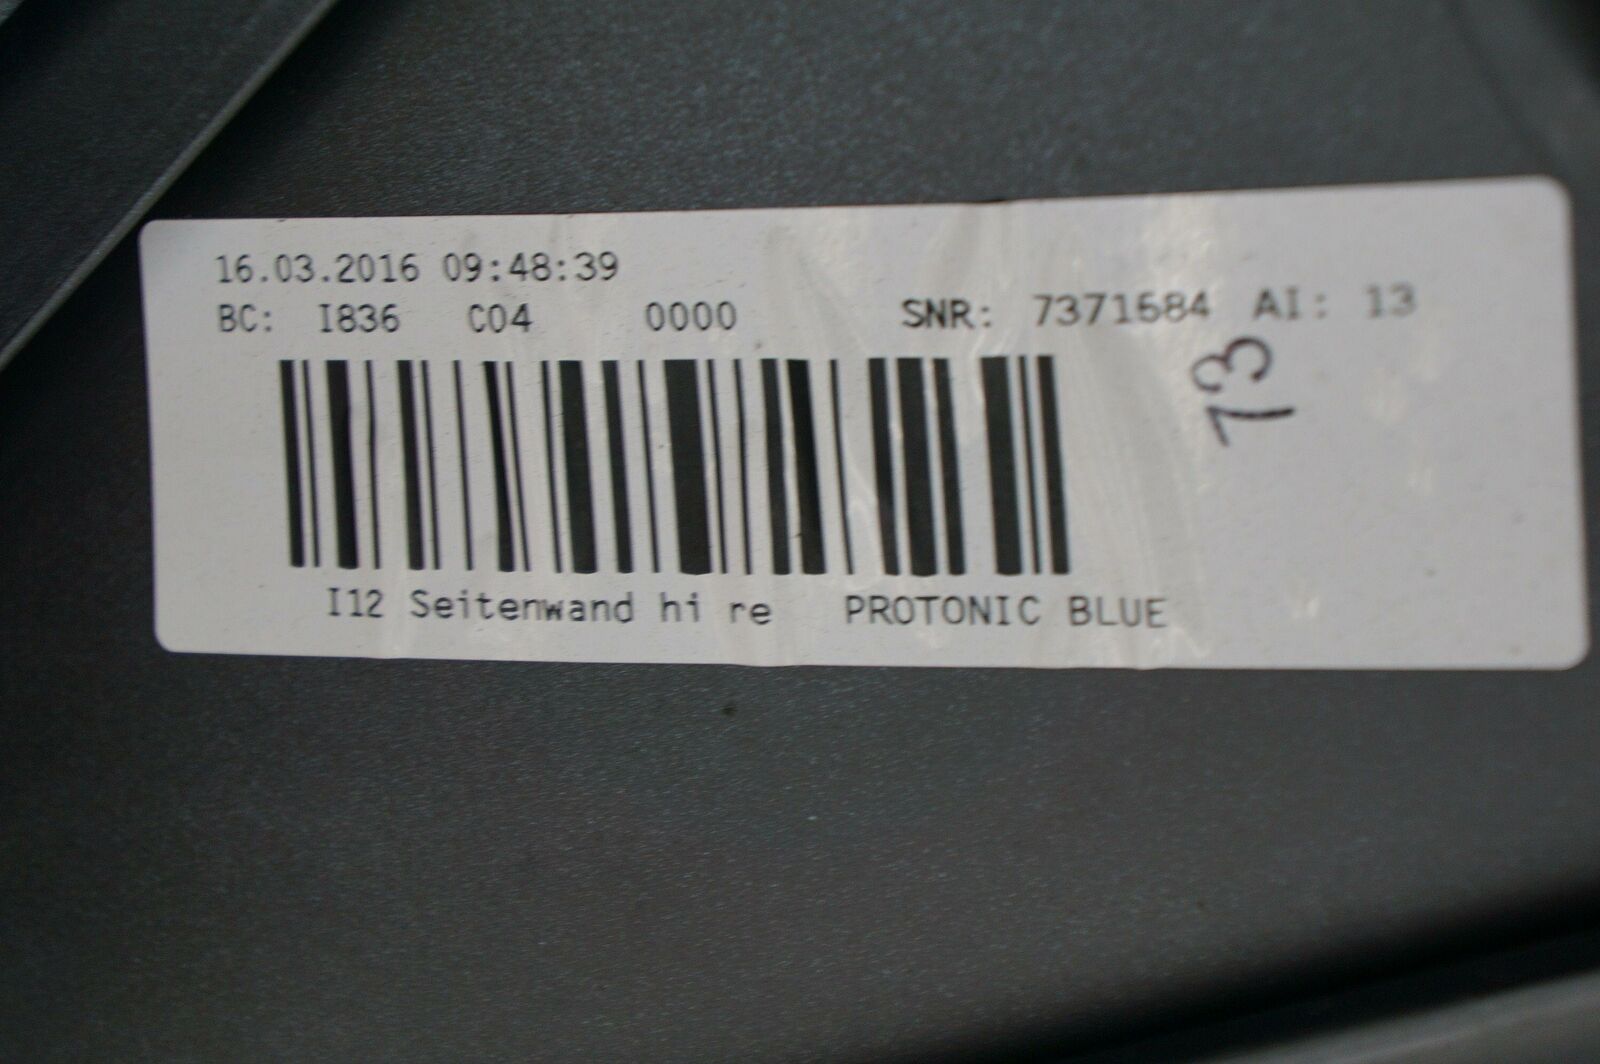 16.03.2016 09:48:39
BC: I836 C04 0000 SNR: 7371684 AI: 13
73
I12 Seitenwand hi re PROTONIC BLUE